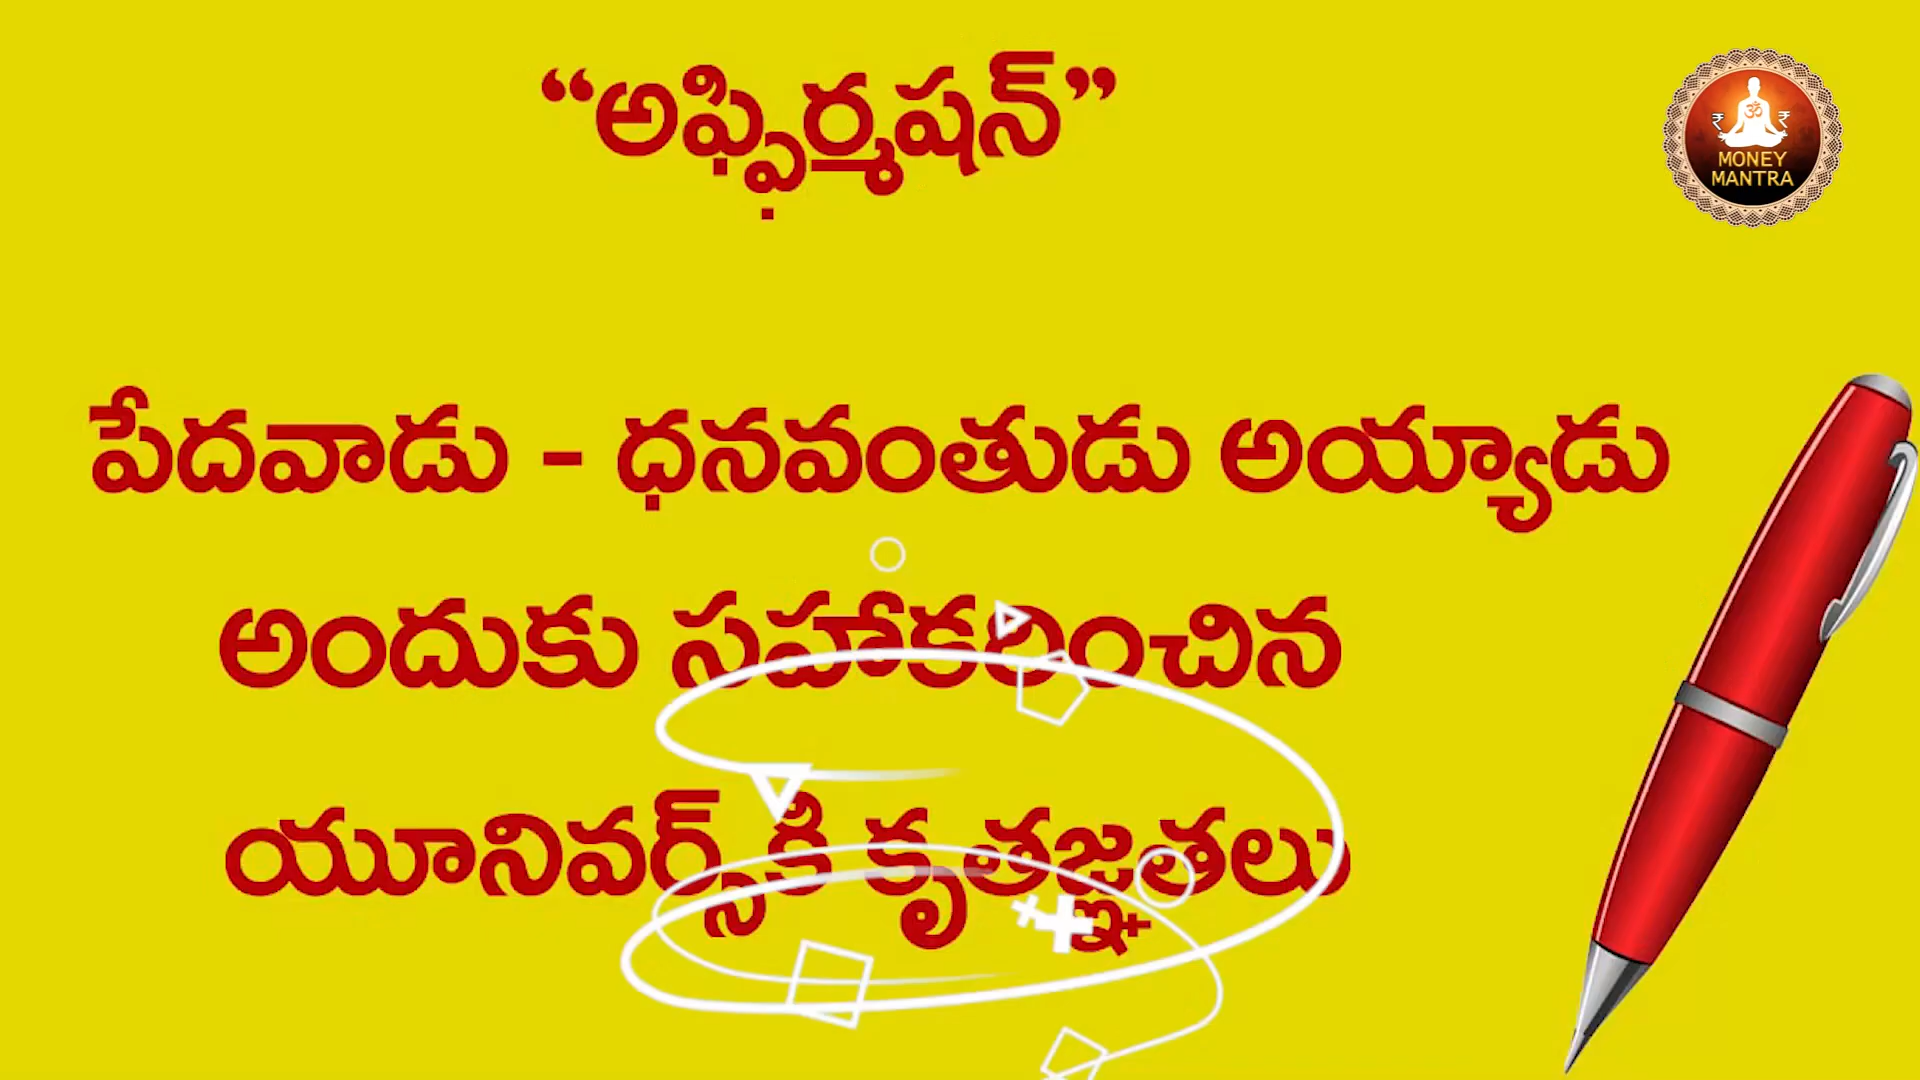 “అఫ్ఫిర్మషన్”
₹ ॐ ₹
MONEY
MANTRA
పేదవాడు - ధనవంతుడు అయ్యాడు
అందుకు సహాకరించిన
యూనివర్స్‌కి కృతజ్ఞతలు